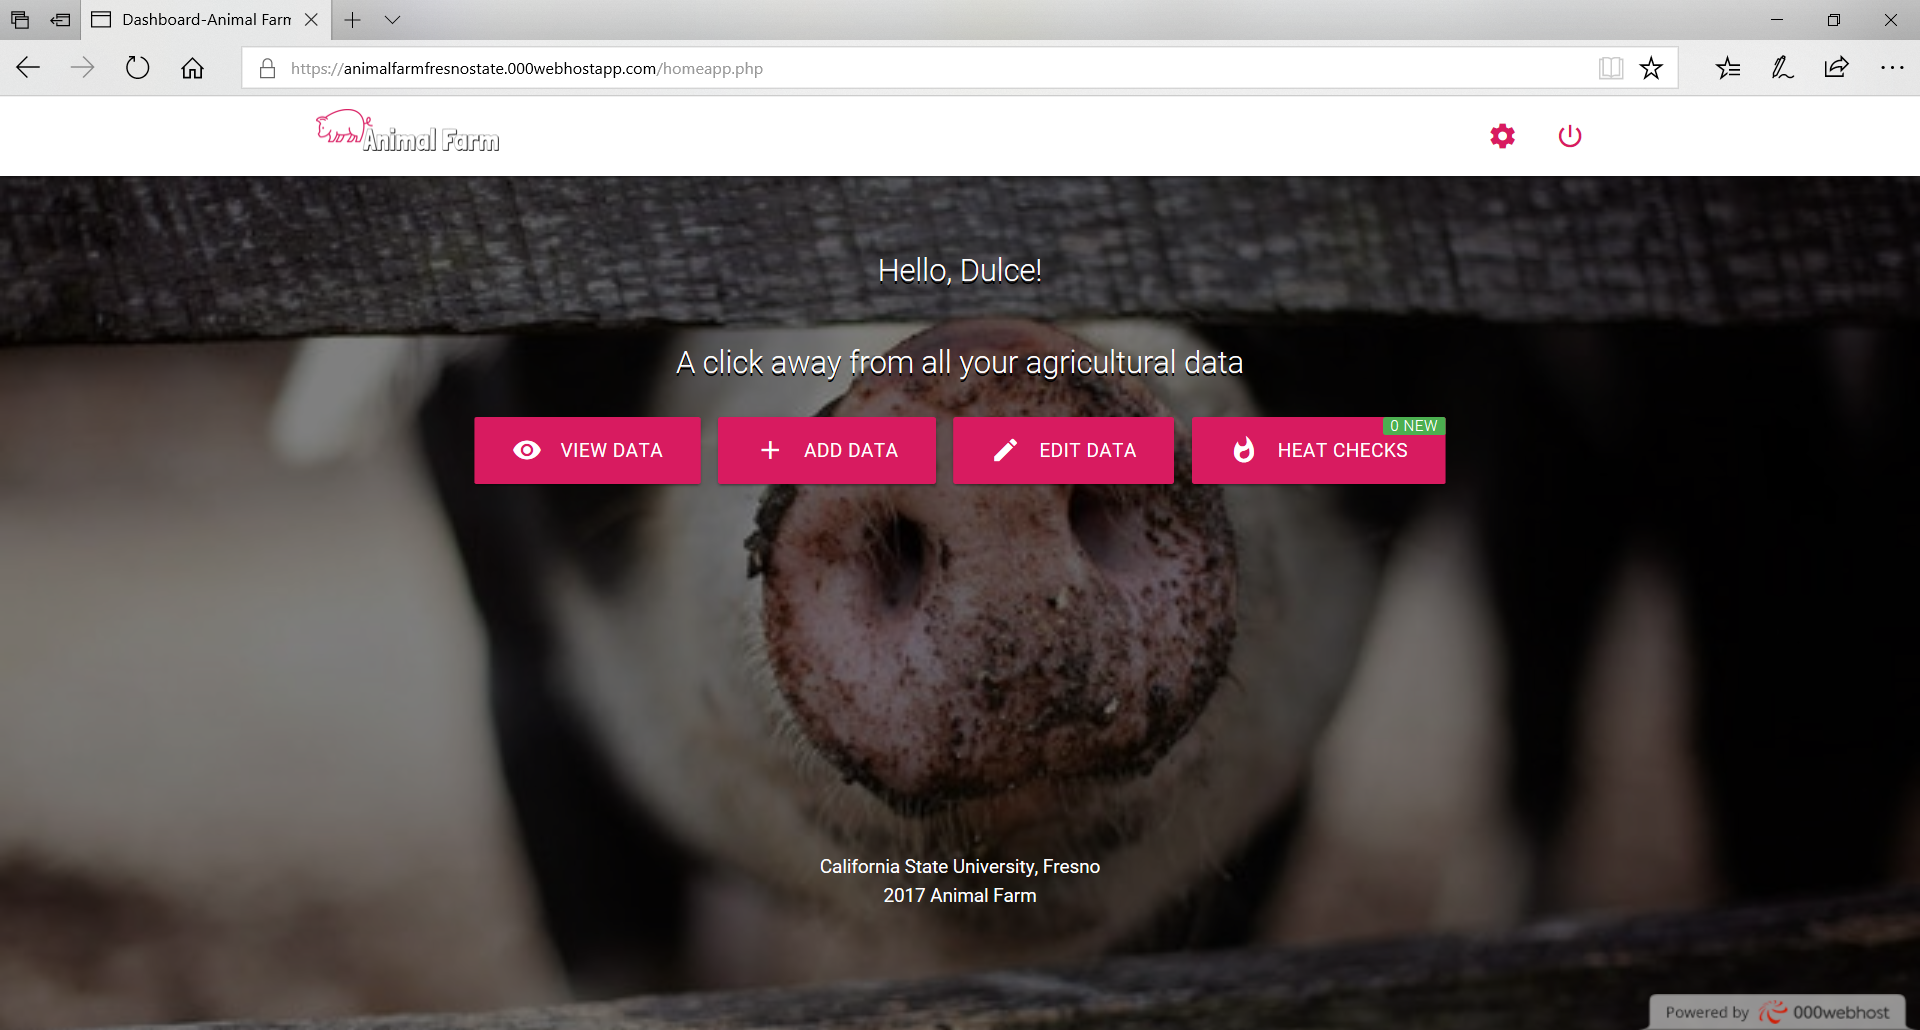 Dashboard-Animal Farm
https://animalfarmfresnostate.000webhostapp.com/homeapp.php
Animal Farm
Hello, Dulce!
A click away from all your agricultural data
VIEW DATA
ADD DATA
EDIT DATA
0 NEW
HEAT CHECKS
California State University, Fresno
2017 Animal Farm
Powered by 000webhost